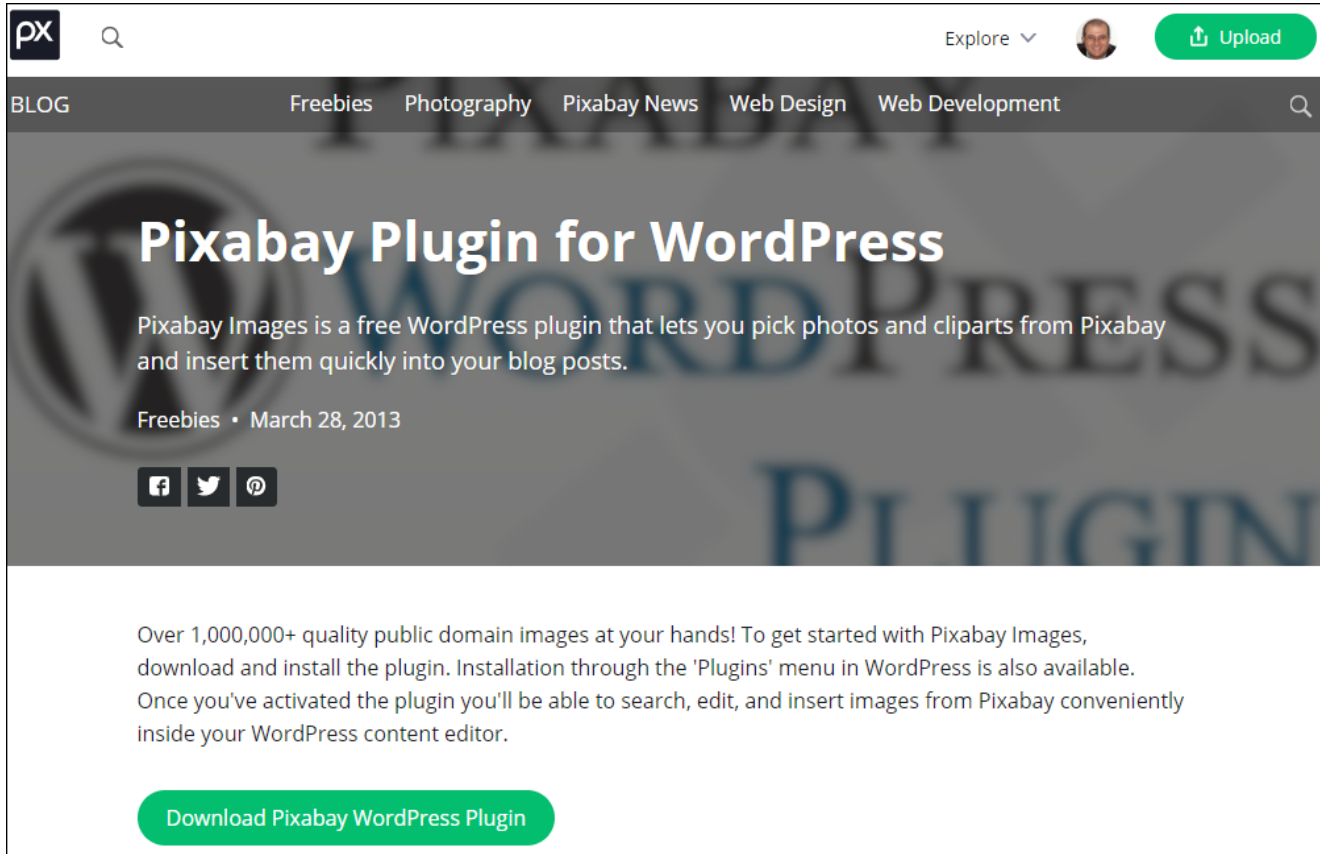 px
Explore
Upload
BLOG
Freebies
Photography
Pixabay News
Web Design
Web Development
PIXABAY
WORDPRESS
PLUGIN
Pixabay Plugin for WordPress
Pixabay Images is a free WordPress plugin that lets you pick photos and cliparts from Pixabay
and insert them quickly into your blog posts.
Freebies • March 28, 2013
Over 1,000,000+ quality public domain images at your hands! To get started with Pixabay Images,
download and install the plugin. Installation through the 'Plugins' menu in WordPress is also available.
Once you've activated the plugin you'll be able to search, edit, and insert images from Pixabay conveniently
inside your WordPress content editor.
Download Pixabay WordPress Plugin